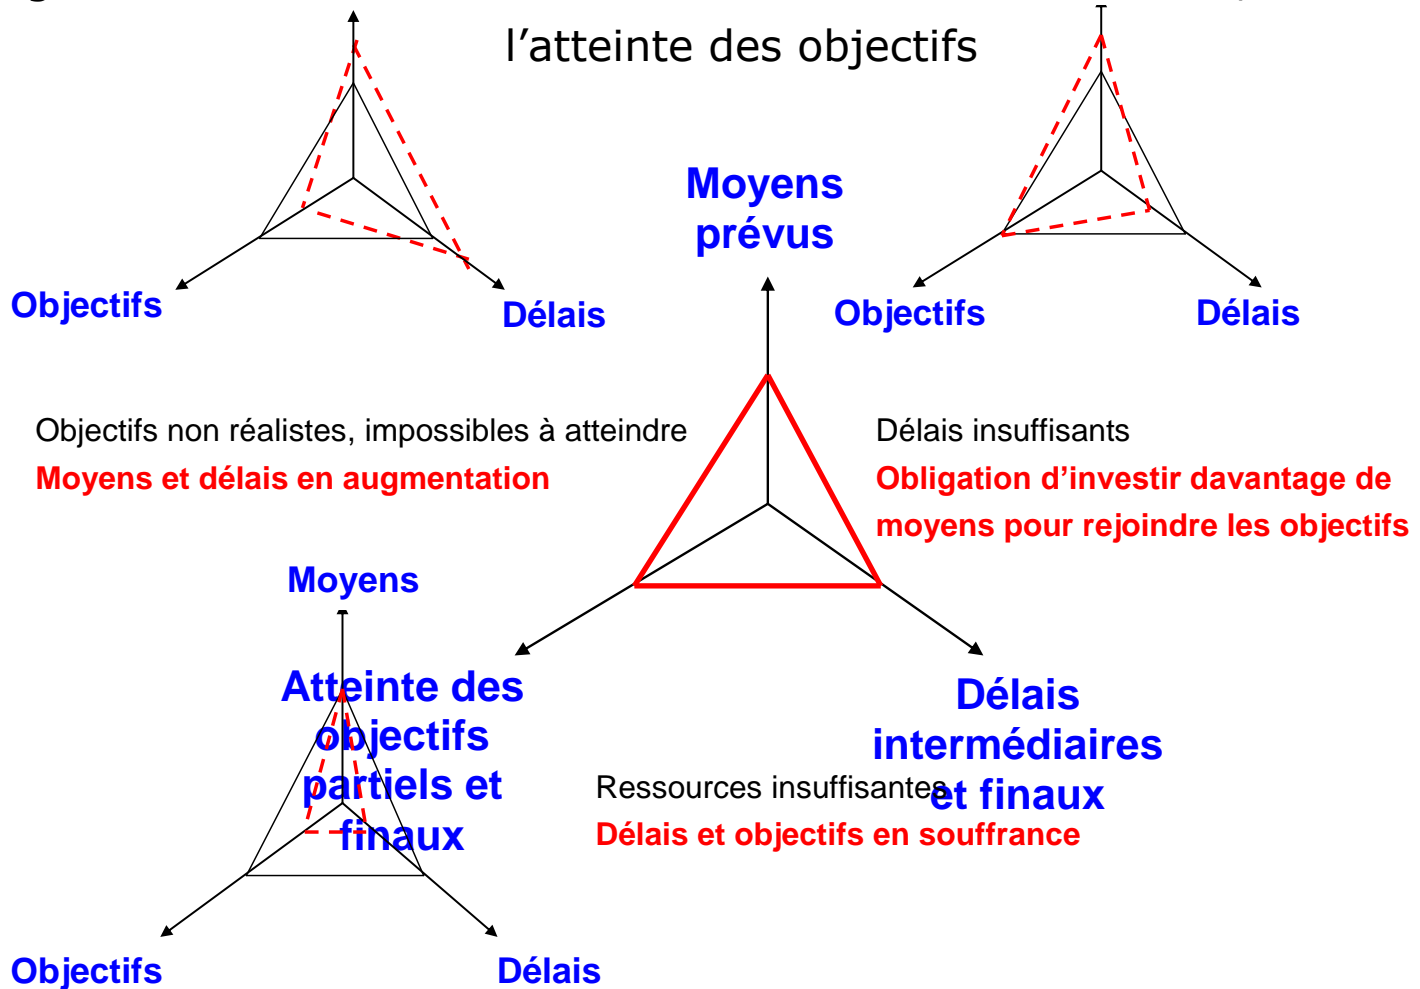 l’atteinte des objectifs
Moyens
prévus
Objectifs
Délais
Objectifs
Délais
Objectifs non réalistes, impossibles à atteindre
Moyens et délais en augmentation
Délais insuffisants
Obligation d’investir davantage de
moyens pour rejoindre les objectifs
Moyens
Atteinte des
objectifs
partiels et
finaux
Délais
intermédiaires
et finaux
Ressources insuffisantes
Délais et objectifs en souffrance
Objectifs
Délais